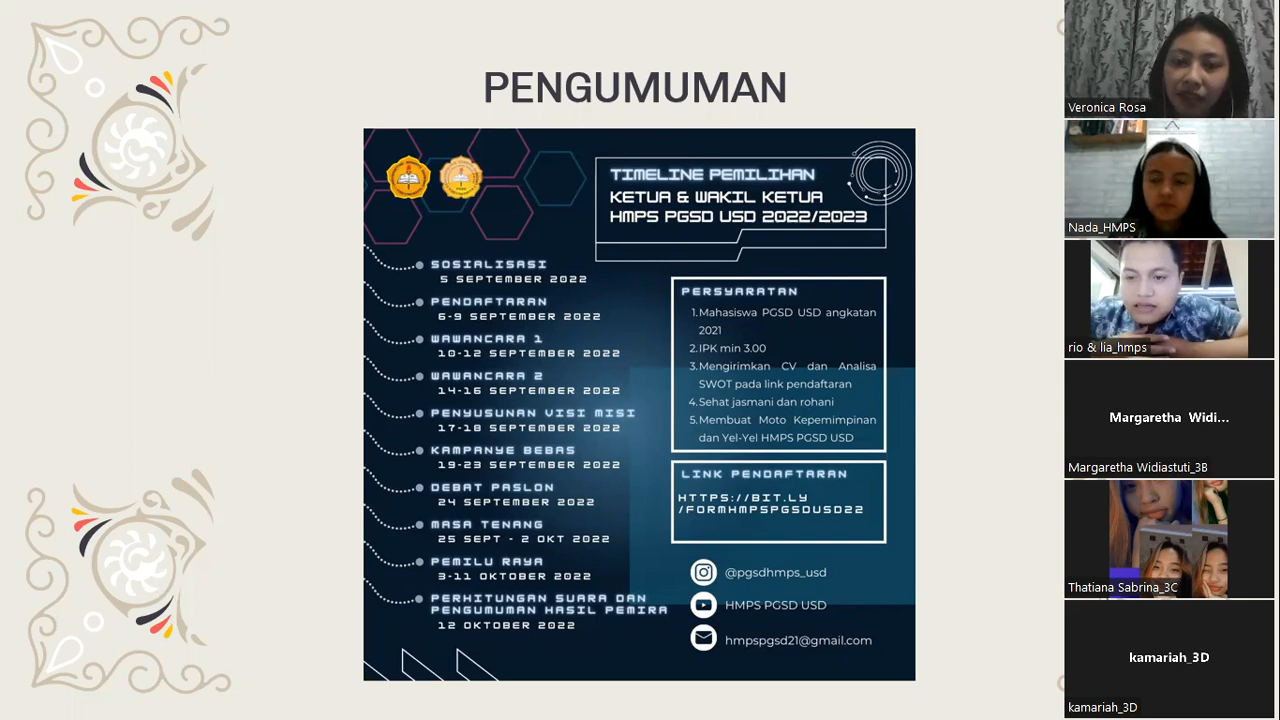 PENGUMUMAN
TIMELINE PEMILIHAN
KETUA & WAKIL KETUA
HMPS PGSD USD 2022/2023
SOSIALISASI
5 SEPTEMBER 2022
PENDAFTARAN
6-9 SEPTEMBER 2022
WAWANCARA 1
10-12 SEPTEMBER 2022
WAWANCARA 2
14-16 SEPTEMBER 2022
PENYUSUNAN VISI MISI
17-18 SEPTEMBER 2022
KAMPANYE BEBAS
19-23 SEPTEMBER 2022
DEBAT PASLON
24 SEPTEMBER 2022
MASA TENANG
25 SEPT - 2 OKT 2022
PEMILU RAYA
3-11 OKTOBER 2022
PERHITUNGAN SUARA DAN
PENGUMUMAN HASIL PEMIRA
12 OKTOBER 2022
PERSYARATAN
1.Mahasiswa PGSD USD angkatan
2021
2.IPK min 3.00
3.Mengirimkan CV dan Analisa
SWOT pada link pendaftaran
4.Sehat jasmani dan rohani
5.Membuat Moto Kepemimpinan
dan Yel-Yel HMPS PGSD USD
LINK PENDAFTARAN
HTTPS://BIT.LY
/FORMHMPSPGSDUSD22
@pgsdhmps_usd
HMPS PGSD USD
hmpspgsd21@gmail.com
Veronica Rosa
Nada_HMPS
rio & lia_hmps
Margaretha Widi...
Margaretha Widiastuti_3B
Thatiana Sabrina_3C
kamariah_3D
kamariah_3D